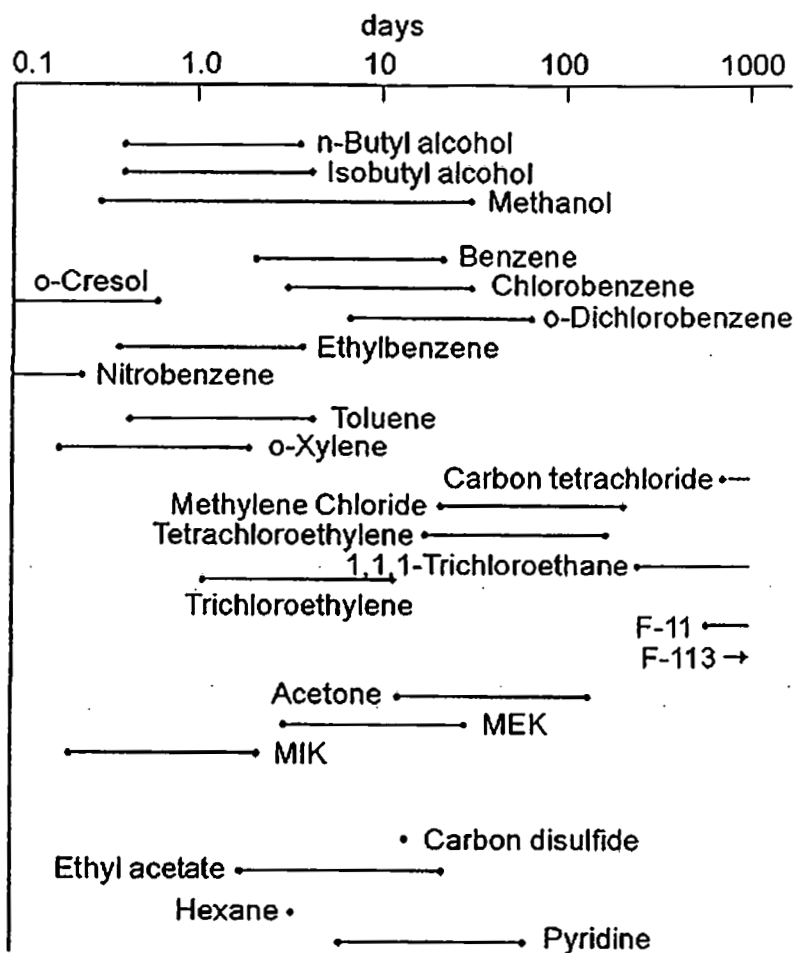 days
0.1 1.0 10 100 1000
n-Butyl alcohol
Isobutyl alcohol
Methanol
Benzene
o-Cresol
Chlorobenzene
o-Dichlorobenzene
Ethylbenzene
Nitrobenzene
Toluene
o-Xylene
Carbon tetrachloride
Methylene Chloride
Tetrachloroethylene
1,1,1-Trichloroethane
Trichloroethylene
F-11
F-113
Acetone
MEK
MIK
Carbon disulfide
Ethyl acetate
Hexane
Pyridine